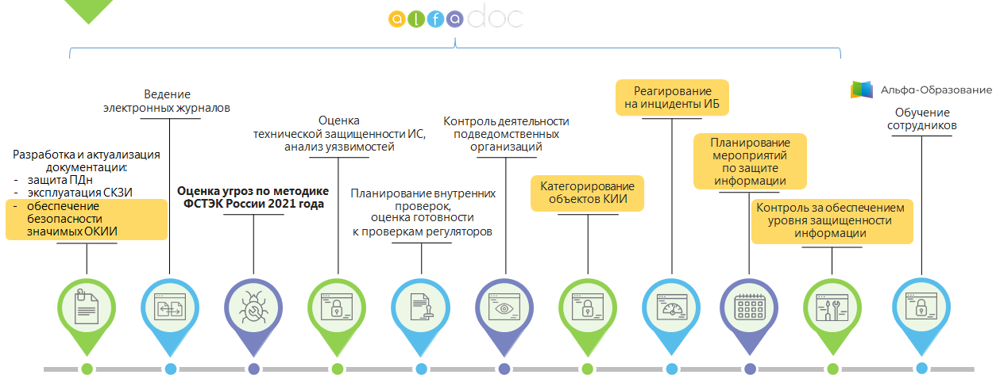 alfadoc
Альфа-Образование
Обучение
сотрудников
Разработка и актуализация
документации:
- защита ПДн
- эксплуатация СКЗИ
- обеспечение
безопасности
значимых ОКИИ
Ведение
электронных журналов
Оценка угроз по методике
ФСТЭК России 2021 года
Оценка
технической защищенности ИС,
анализ уязвимостей
Планирование внутренних
проверок,
оценка готовности
к проверкам регуляторов
Контроль деятельности
подведомственных
организаций
Категорирование
объектов КИИ
Реагирование
на инциденты ИБ
Планирование
мероприятий
по защите
информации
Контроль за обеспечением
уровня защищенности
информации